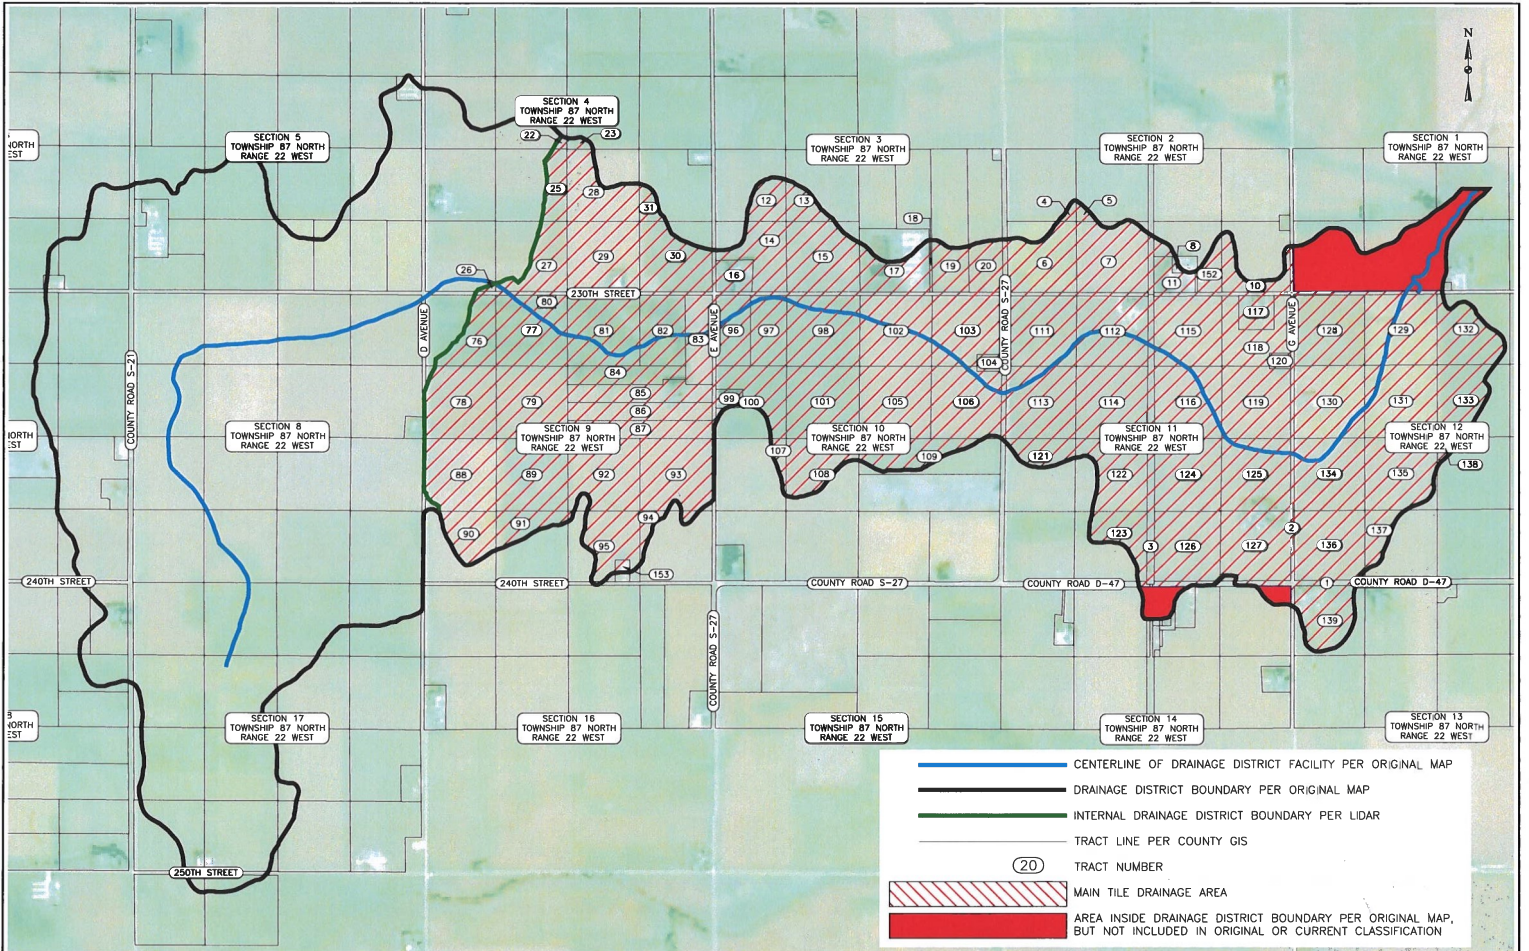 N
SECTION 4
TOWNSHIP 87 NORTH
RANGE 22 WEST
SECTION 5
TOWNSHIP 87 NORTH
RANGE 22 WEST
SECTION 3
TOWNSHIP 87 NORTH
RANGE 22 WEST
SECTION 2
TOWNSHIP 87 NORTH
RANGE 22 WEST
SECTION 1
TOWNSHIP 87 NORTH
RANGE 22 WEST
NORTH
EST
22
23
25
28
31
12
13
4
5
18
14
8
30
29
27
26
16
15
17
19
20
6
7
11
152
10
230TH STREET
80
77
76
81
82
83
84
96
97
98
102
103
104
111
112
115
117
118
120
128
129
132
D AVENUE
E AVENUE
G AVENUE
COUNTY ROAD S-27
COUNTY ROAD S-21
78
79
85
86
87
99
100
101
105
106
113
114
116
119
130
131
133
NORTH
EST
SECTION 8
TOWNSHIP 87 NORTH
RANGE 22 WEST
SECTION 9
TOWNSHIP 87 NORTH
RANGE 22 WEST
SECTION 10
TOWNSHIP 87 NORTH
RANGE 22 WEST
SECTION 11
TOWNSHIP 87 NORTH
RANGE 22 WEST
SECTION 12
TOWNSHIP 87 NORTH
RANGE 22 WEST
107
109
121
138
88
89
92
93
108
122
124
125
134
135
90
91
94
95
123
3
126
127
2
136
137
153
240TH STREET
240TH STREET
COUNTY ROAD S-27
COUNTY ROAD D-47
1
COUNTY ROAD D-47
139
COUNTY ROAD S-27
NORTH
EST
SECTION 17
TOWNSHIP 87 NORTH
RANGE 22 WEST
SECTION 16
TOWNSHIP 87 NORTH
RANGE 22 WEST
SECTION 15
TOWNSHIP 87 NORTH
RANGE 22 WEST
SECTION 14
TOWNSHIP 87 NORTH
RANGE 22 WEST
SECTION 13
TOWNSHIP 87 NORTH
RANGE 22 WEST
250TH STREET
CENTERLINE OF DRAINAGE DISTRICT FACILITY PER ORIGINAL MAP
DRAINAGE DISTRICT BOUNDARY PER ORIGINAL MAP
INTERNAL DRAINAGE DISTRICT BOUNDARY PER LIDAR
TRACT LINE PER COUNTY GIS
20 TRACT NUMBER
MAIN TILE DRAINAGE AREA
AREA INSIDE DRAINAGE DISTRICT BOUNDARY PER ORIGINAL MAP,
BUT NOT INCLUDED IN ORIGINAL OR CURRENT CLASSIFICATION